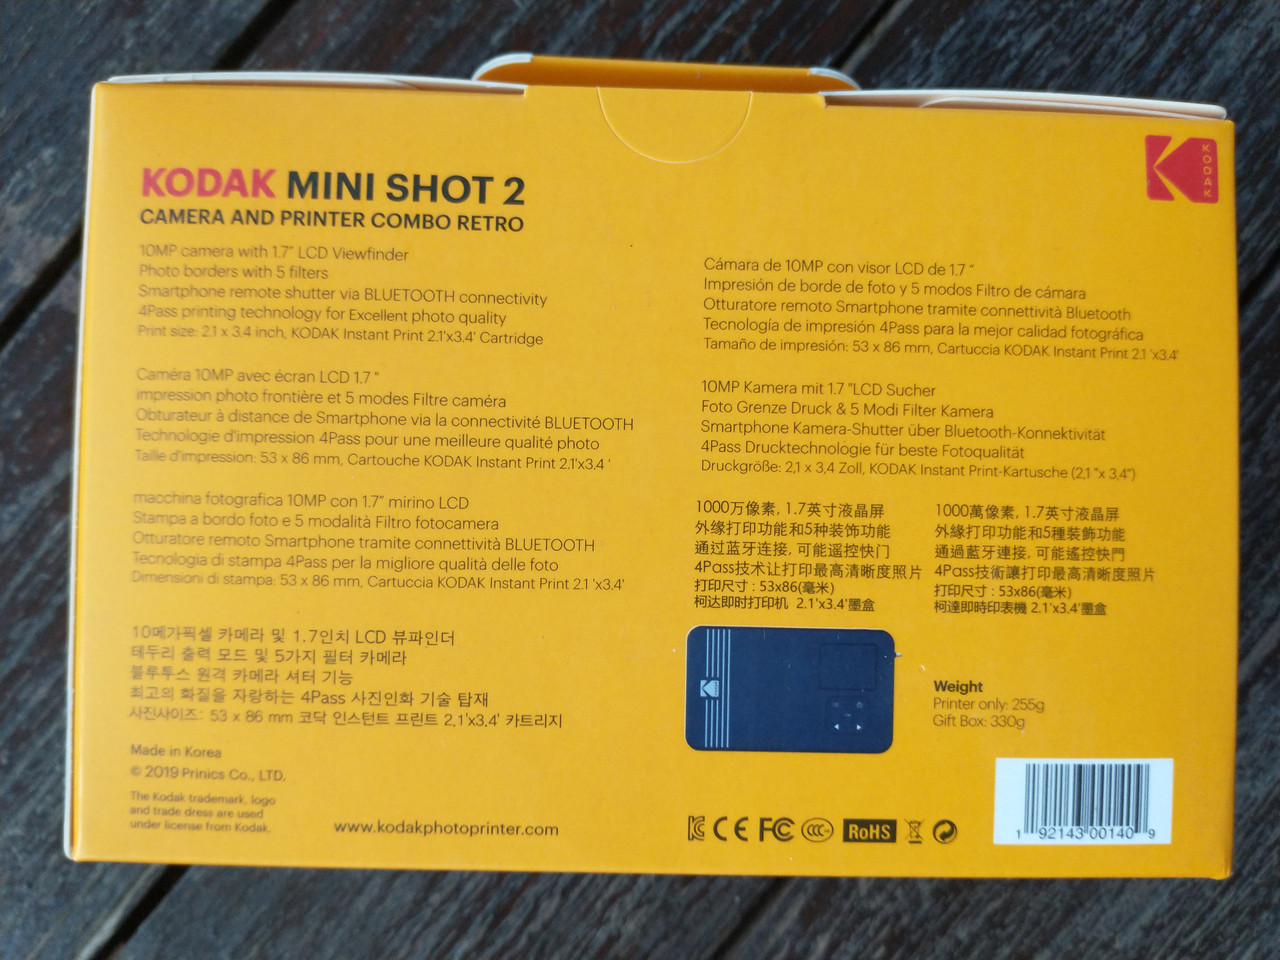 KODAK
KODAK MINI SHOT 2
CAMERA AND PRINTER COMBO RETRO
10MP camera with 1.7” LCD Viewfinder
Photo borders with 5 filters
Smartphone remote shutter via BLUETOOTH connectivity
4Pass printing technology for Excellent photo quality
Print size: 2.1 x 3.4 inch, KODAK Instant Print 2.1'x3.4' Cartridge
Caméra 10MP avec écran LCD 1.7 “
impression photo frontière et 5 modes Filtre caméra
Obturateur à distance de Smartphone via la connectivité BLUETOOTH
Technologie d'impression 4Pass pour une meilleure qualité photo
Taille d'impression: 53 x 86 mm, Cartouche KODAK Instant Print 2.1'x3.4 '
macchina fotografica 10MP con 1.7” mirino LCD
Stampa a bordo foto e 5 modalità Filtro fotocamera
Otturatore remoto Smartphone tramite connettività BLUETOOTH
Tecnologia di stampa 4Pass per la migliore qualità delle foto
Dimensioni di stampa: 53 x 86 mm, Cartuccia KODAK Instant Print 2.1 'x3.4'
10메가픽셀 카메라 및 1.7인치 LCD 뷰파인더
테두리 출력 모드 및 5가지 필터 카메라
블루투스 원격 카메라 셔터 기능
최고의 화질을 자랑하는 4Pass 사진인화 기술 탑재
사진사이즈: 53 x 86 mm 코닥 인스턴트 프린트 2,1'x3,4' 카트리지
Made in Korea
© 2019 Prinics Co., LTD.
The Kodak trademark, logo
and trade dress are used
under license from Kodak.
www.kodakphotoprinter.com
Cámara de 10MP con visor LCD de 1.7 “
Impresión de borde de foto y 5 modos Filtro de cámara
Otturatore remoto Smartphone tramite connettività Bluetooth
Tecnología de impresión 4Pass para la mejor calidad fotográfica
Tamaño de impresión: 53 x 86 mm, Cartuccia KODAK Instant Print 2.1 'x3.4'
10MP Kamera mit 1.7 "LCD Sucher
Foto Grenze Druck & 5 Modi Filter Kamera
Smartphone Kamera-Shutter über Bluetooth-Konnektivität
4Pass Drucktechnologie für beste Fotoqualität
Druckgröße: 2,1 x 3,4 Zoll, KODAK Instant Print-Kartusche (2,1 "x 3,4")
1000万像素, 1.7英寸液晶屏
外缘打印功能和5种装饰功能
通过蓝牙连接, 可能遥控快门
4Pass技术让打印最高清晰度照片
打印尺寸 : 53x86(毫米)
柯达即时打印机 2.1'x3.4'墨盒
1000萬像素, 1.7英寸液晶屏
外緣打印功能和5種装飾功能
通過藍牙連接, 可能搖控快門
4Pass技術讓打印最高清晰度照片
打印尺寸 : 53x86(毫米)
柯達即時印表機 2.1'x3.4'墨盒
Weight
Printer only: 255g
Gift Box: 330g
CE FC CCC RoHS
1 92143 00140 9